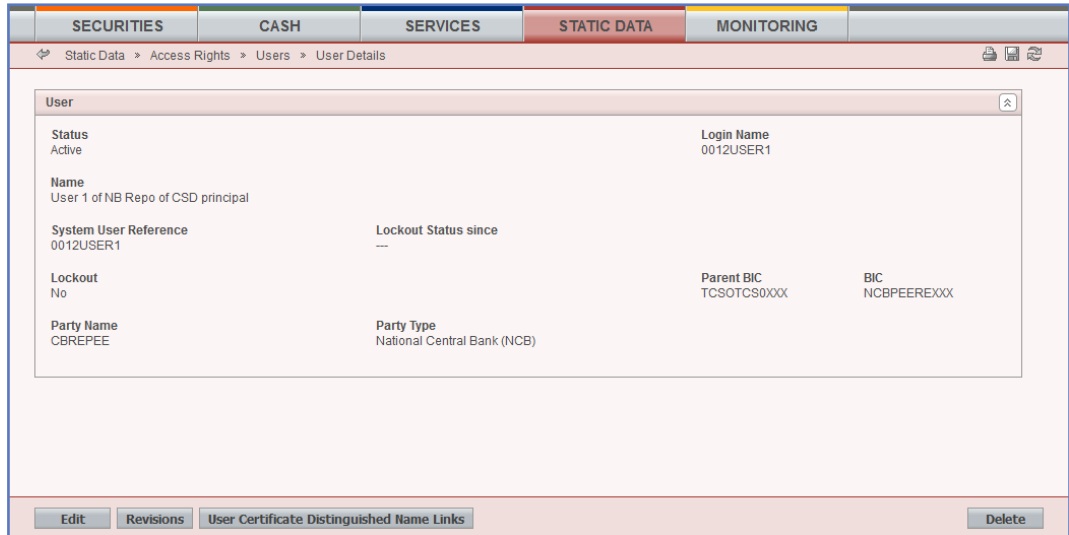 SECURITIES CASH SERVICES STATIC DATA MONITORING
Static Data » Access Rights » Users » User Details
User
Status Login Name
Active 0012USER1
Name
User 1 of NB Repo of CSD principal
System User Reference Lockout Status since
0012USER1 ---
Lockout Parent BIC BIC
No TCSOTCS0XXX NCBPEEREXXX
Party Name Party Type
CBREPEE National Central Bank (NCB)
Edit Revisions User Certificate Distinguished Name Links Delete